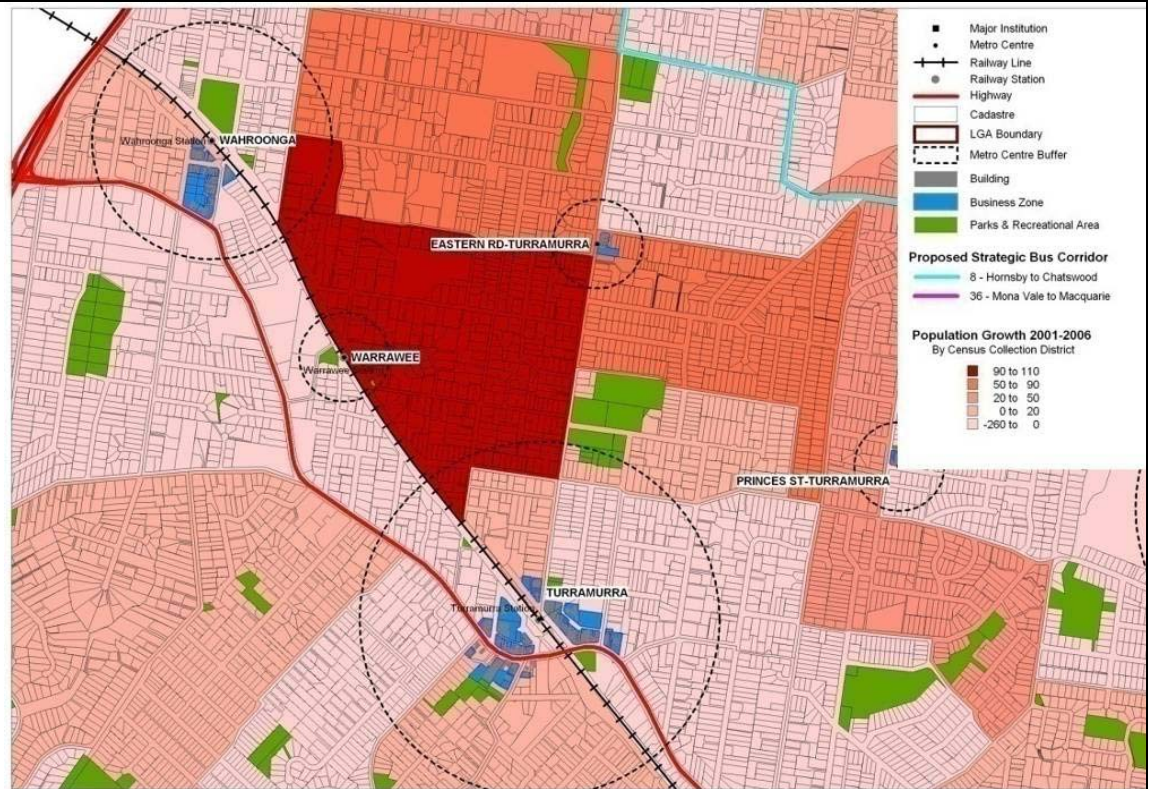 Major Institution
Metro Centre
Railway Line
Railway Station
Highway
Cadastre
LGA Boundary
Metro Centre Buffer
Building
Business Zone
Parks & Recreational Area
Proposed Strategic Bus Corridor
8 - Hornsby to Chatswood
36 - Mona Vale to Macquarie
Population Growth 2001-2006
By Census Collection District
90 to 110
50 to 90
20 to 50
0 to 20
-260 to 0
Wahroonga Station
WAHROONGA
EASTERN RD-TURRAMURRA
WARRAWEE
Warrawee
PRINCES ST-TURRAMURRA
TURRAMURRA
Turramurra Station